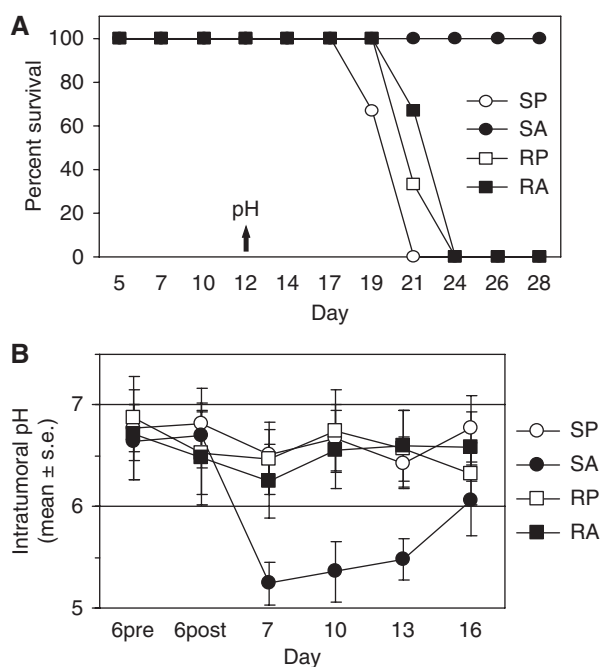 A
Percent survival
100
80
60
40
20
0
pH
SP
SA
RP
RA
5 7 10 12 14 17 19 21 24 26 28
Day
B
Intratumoral pH
(mean ± s.e.)
7
6
5
SP
SA
RP
RA
6pre 6post 7 10 13 16
Day